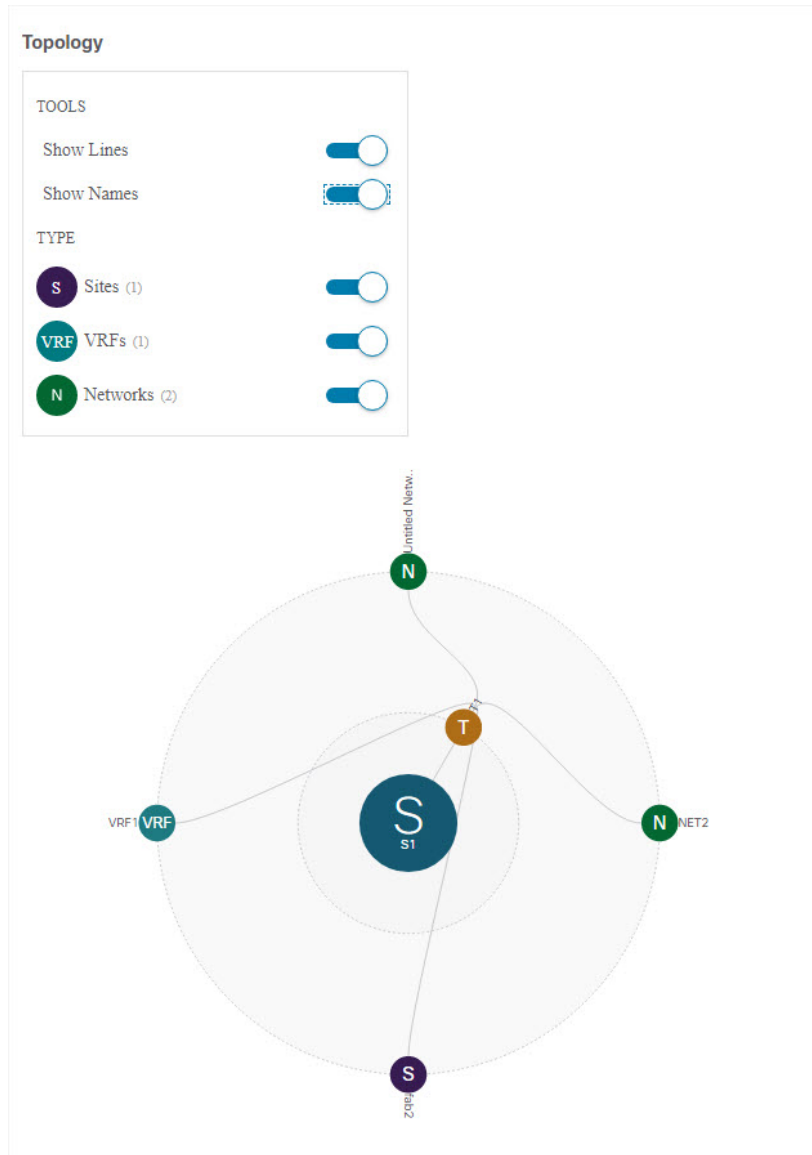 Topology
TOOLS
Show Lines
Show Names
TYPE
S Sites (1)
VRF VRFs (1)
N Networks (2)
Untitled Netw..
N
T
S
S1
VRF1 VRF
N NET2
S
fab2